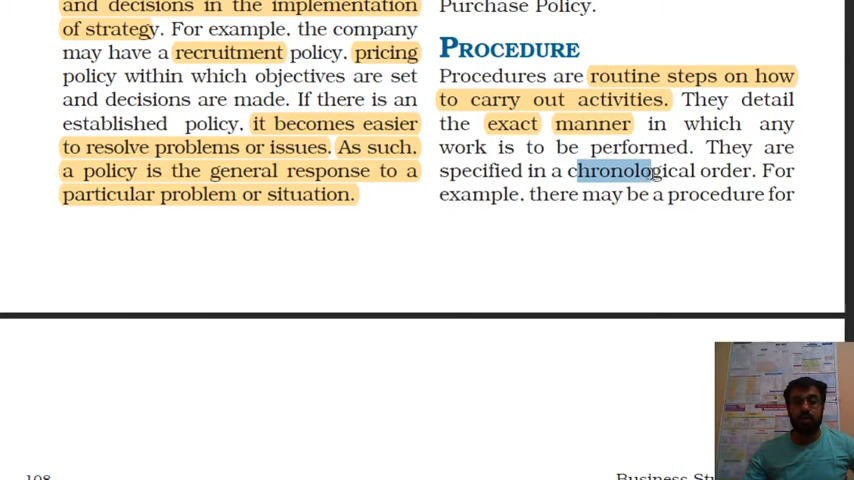 and decisions in the implementation
of strategy. For example, the company
may have a recruitment policy, pricing
policy within which objectives are set
and decisions are made. If there is an
established policy, it becomes easier
to resolve problems or issues. As such,
a policy is the general response to a
particular problem or situation.
Purchase Policy.
PROCEDURE
Procedures are routine steps on how
to carry out activities. They detail
the exact manner in which any
work is to be performed. They are
specified in a chronological order. For
example, there may be a procedure for
108
Business